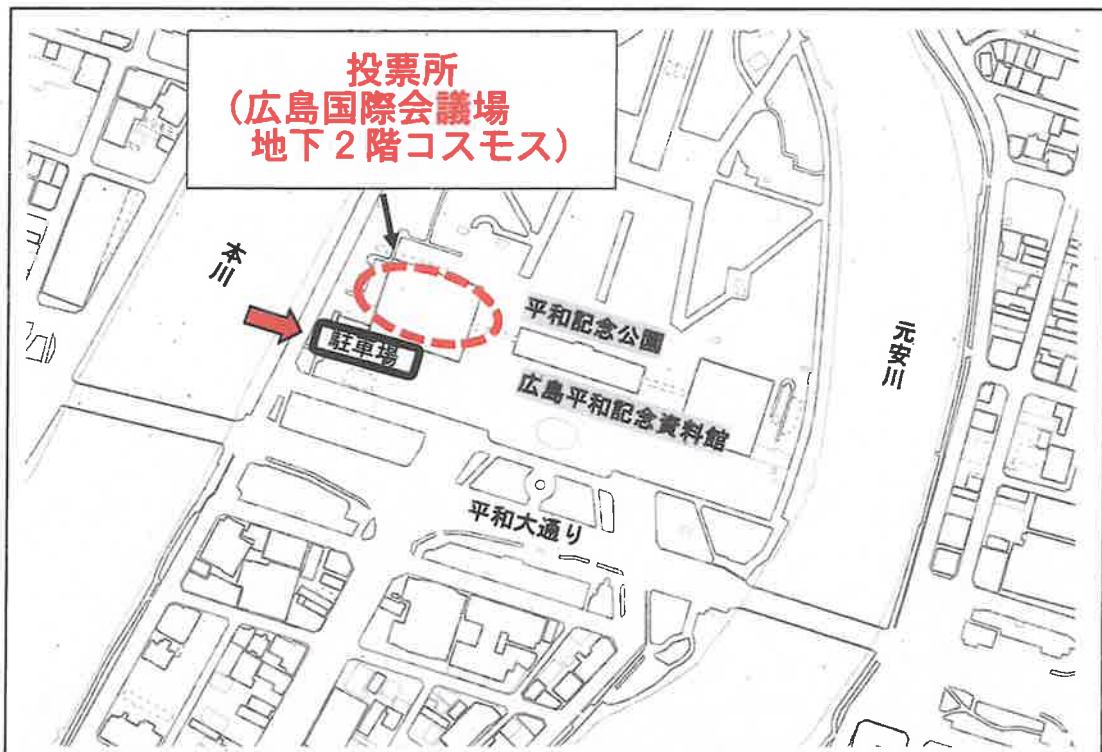 投票所
(広島国際会議場
地下2階コスモス)
本川
駐車場
平和記念公園
広島平和記念資料館
元安川
平和大通り